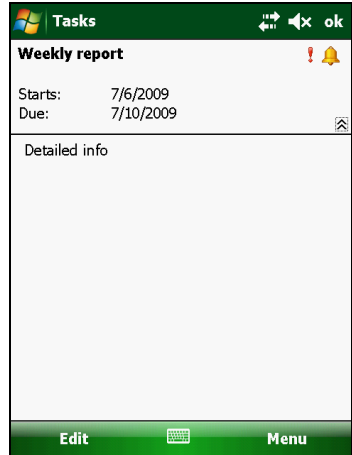 Tasks ok
Weekly report
Starts: 7/6/2009
Due: 7/10/2009
Detailed info
Edit Menu